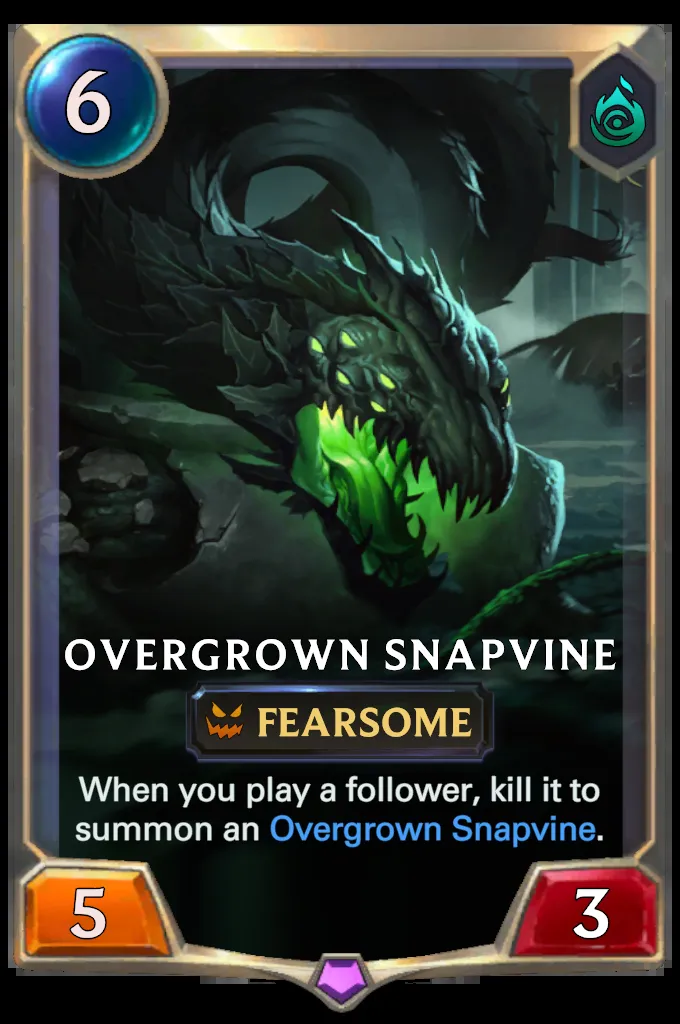 6
OVERGROWN SNAPVINE
FEARSOME
When you play a follower, kill it to
summon an Overgrown Snapvine.
5
3